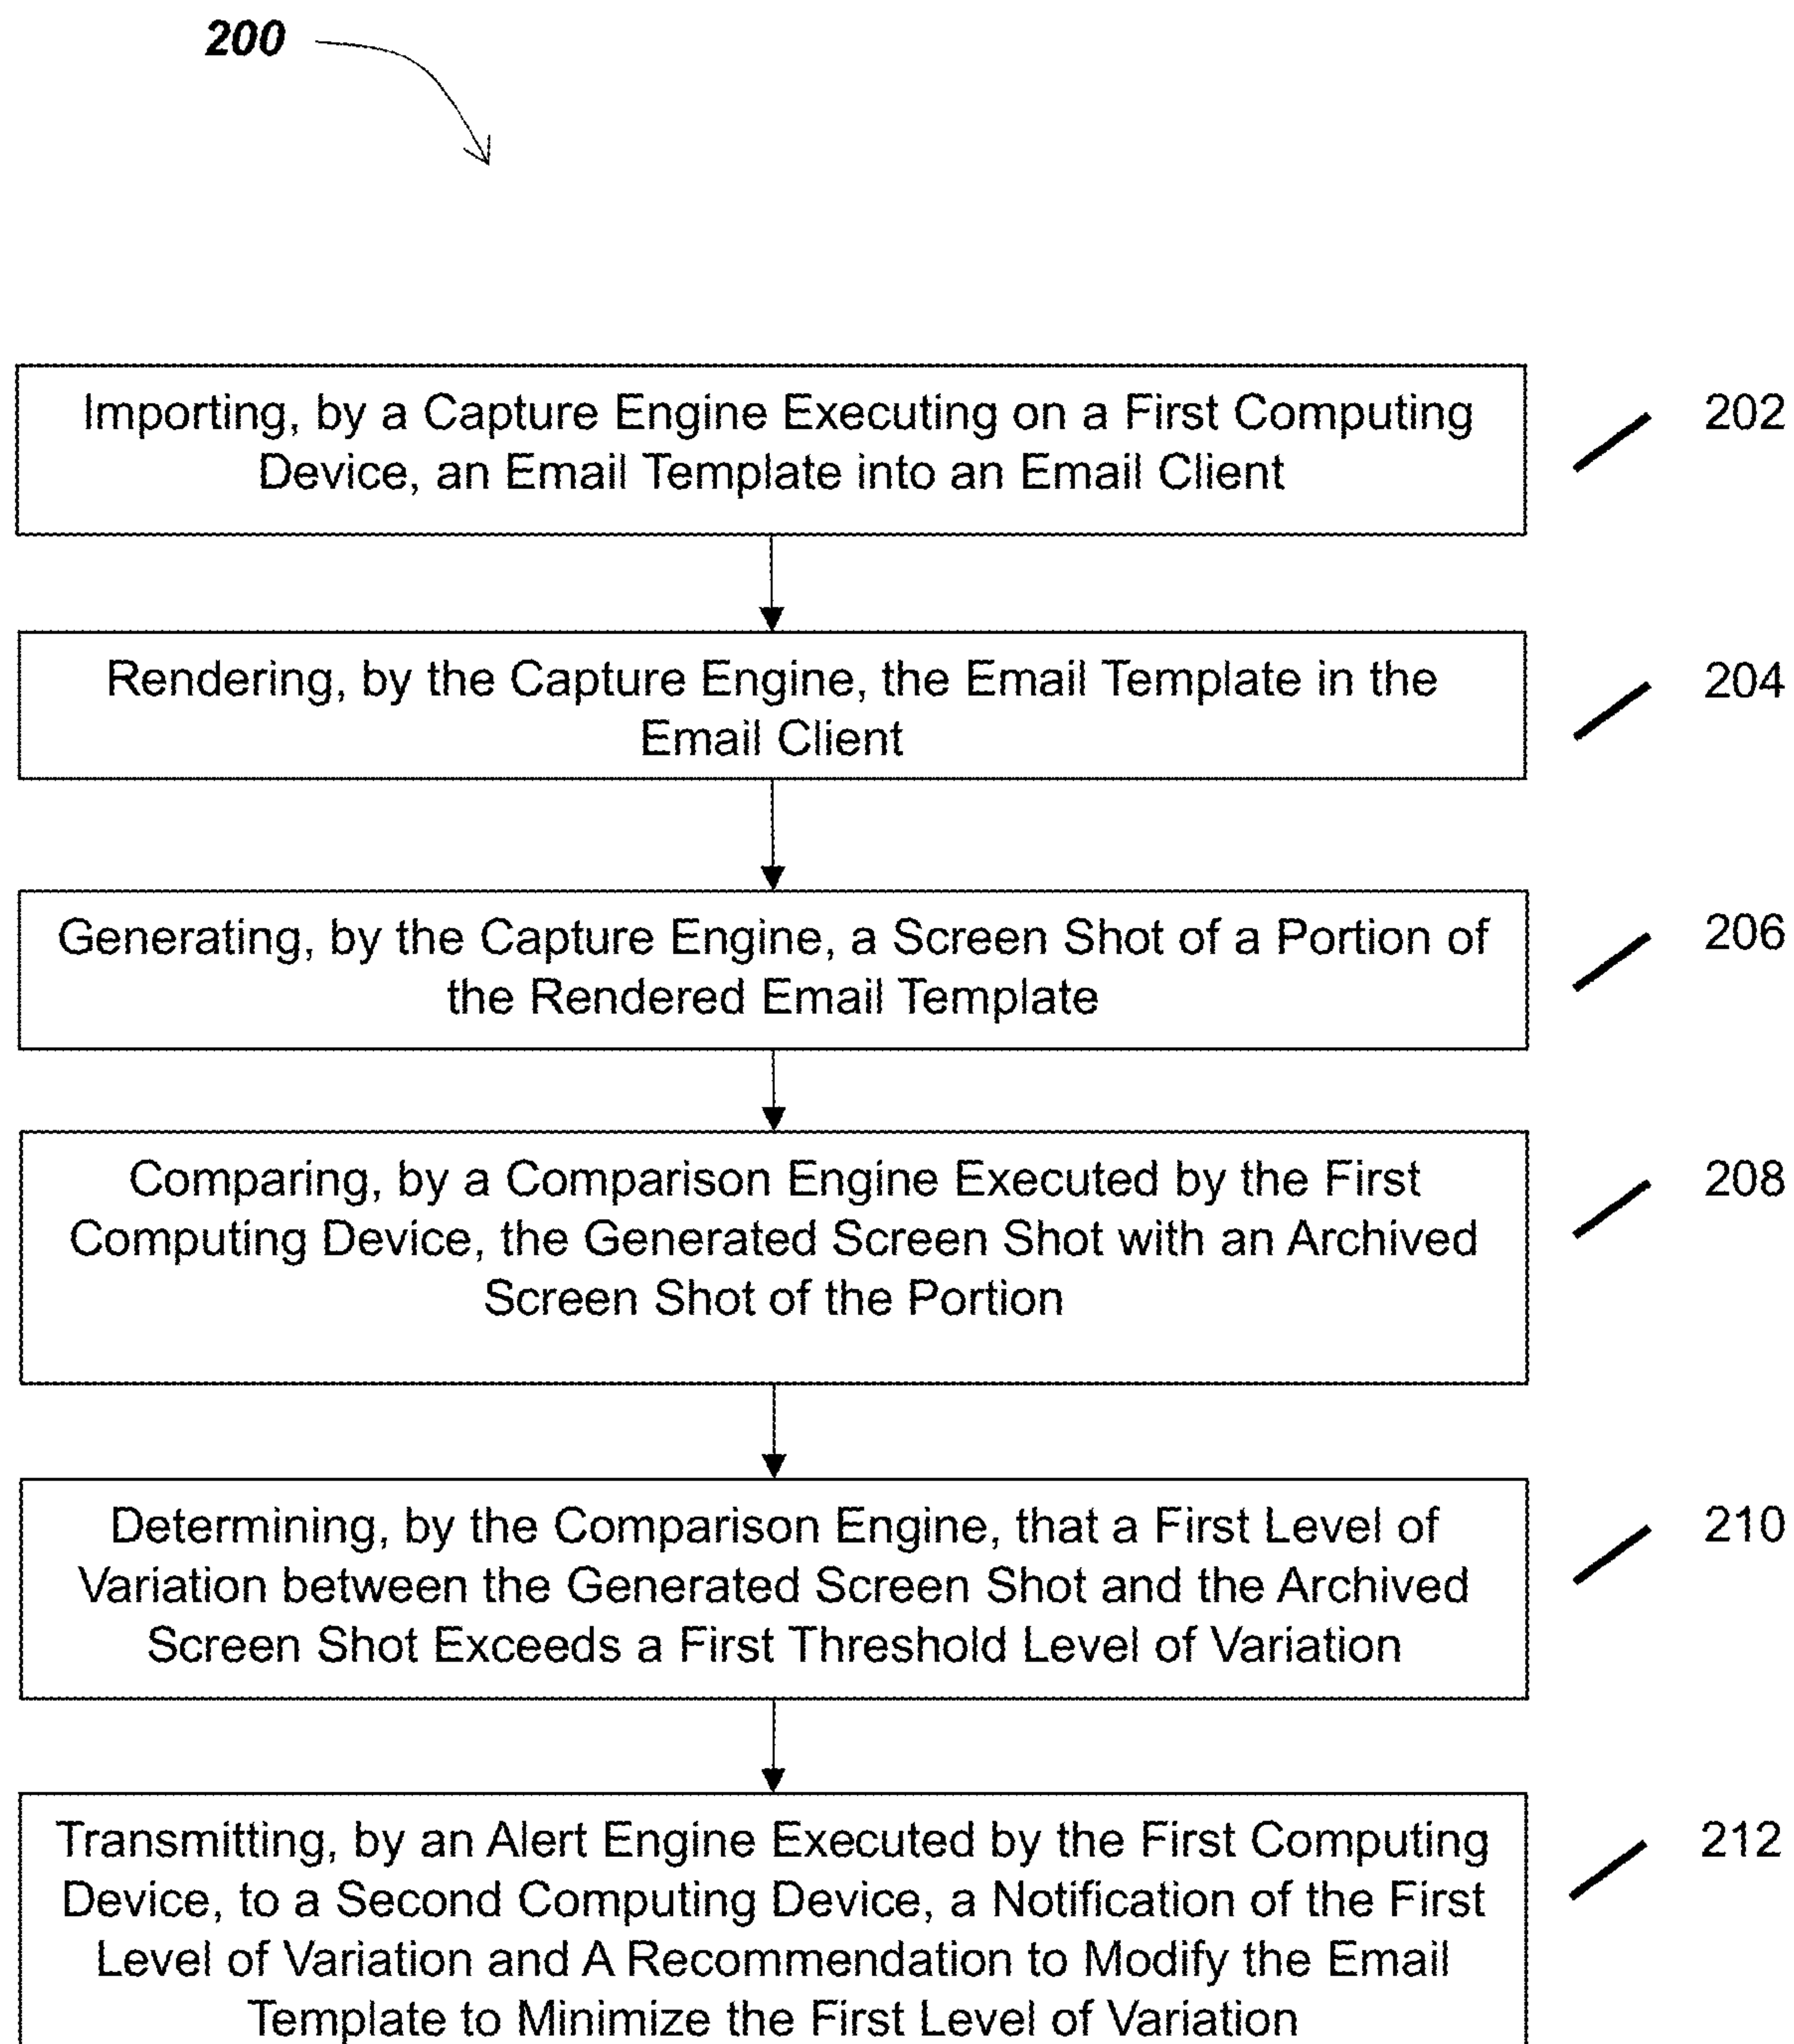 200
Importing, by a Capture Engine Executing on a First Computing
Device, an Email Template into an Email Client
202
Rendering, by the Capture Engine, the Email Template in the
Email Client
204
Generating, by the Capture Engine, a Screen Shot of a Portion of
the Rendered Email Template
206
Comparing, by a Comparison Engine Executed by the First
Computing Device, the Generated Screen Shot with an Archived
Screen Shot of the Portion
208
Determining, by the Comparison Engine, that a First Level of
Variation between the Generated Screen Shot and the Archived
Screen Shot Exceeds a First Threshold Level of Variation
210
Transmitting, by an Alert Engine Executed by the First Computing
Device, to a Second Computing Device, a Notification of the First
Level of Variation and A Recommendation to Modify the Email
Template to Minimize the First Level of Variation
212